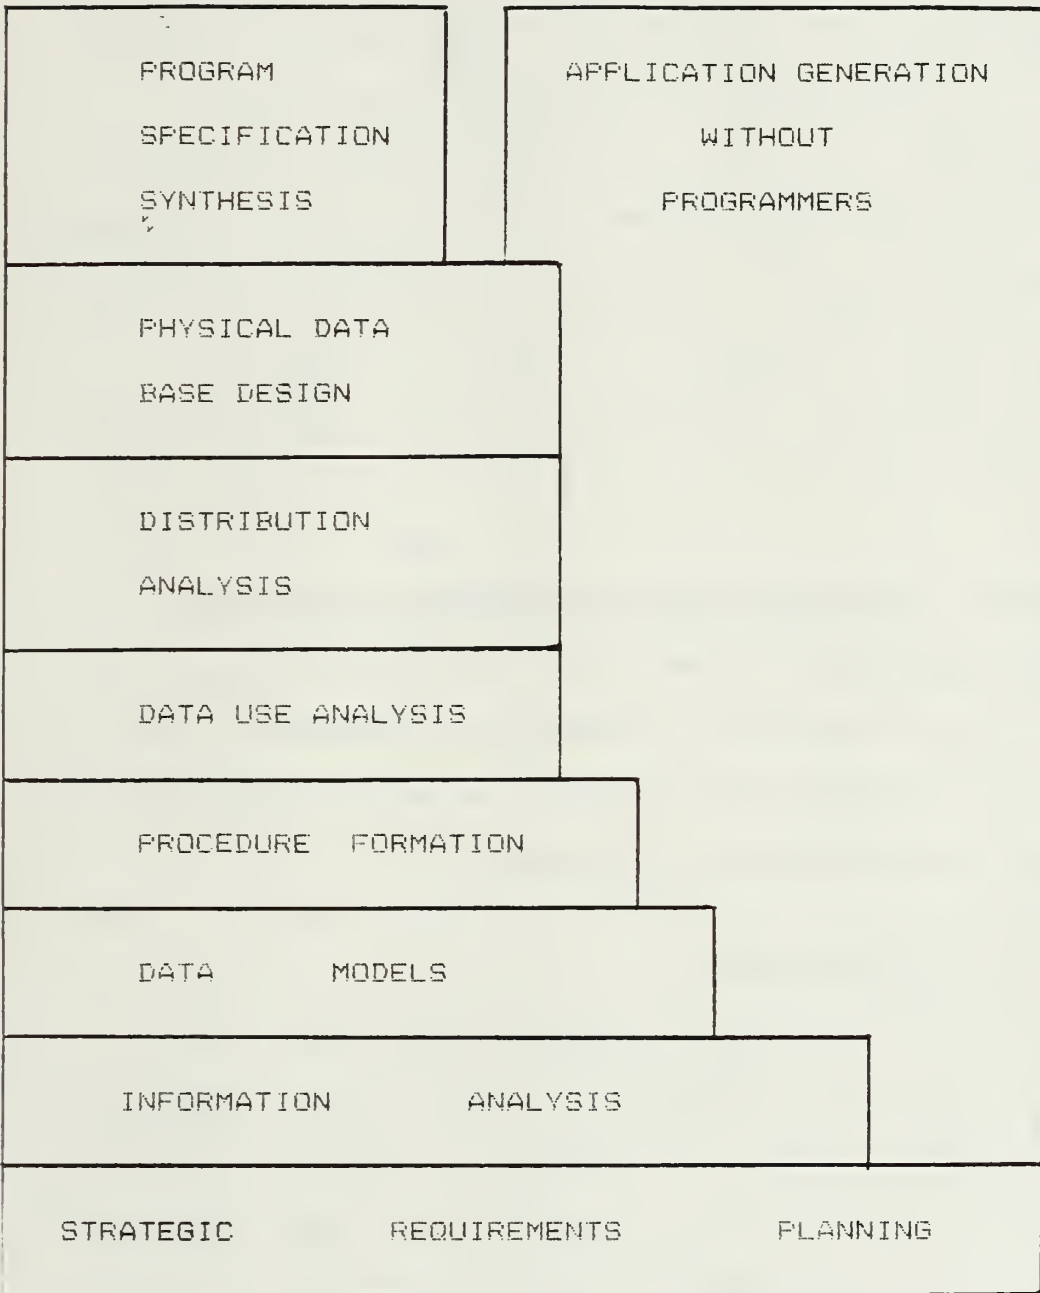 PROGRAM
SPECIFICATION
SYNTHESIS
APPLICATION GENERATION
WITHOUT
PROGRAMMERS
PHYSICAL DATA
BASE DESIGN
DISTRIBUTION
ANALYSIS
DATA USE ANALYSIS
PROCEDURE FORMATION
DATA MODELS
INFORMATION ANALYSIS
STRATEGIC REQUIREMENTS PLANNING